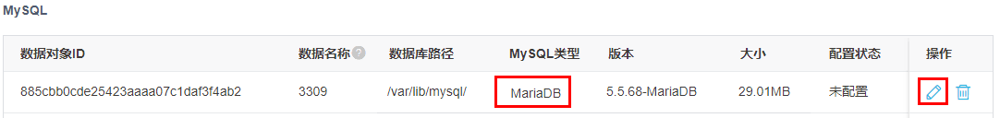 MySQL
数据对象ID 数据名称 ? 数据库路径 MySQL类型 版本 大小 配置状态 操作
885cbb0cde25423aaaa07c1daf3f4ab2 3309 /var/lib/mysql/ MariaDB 5.5.68-MariaDB 29.01MB 未配置